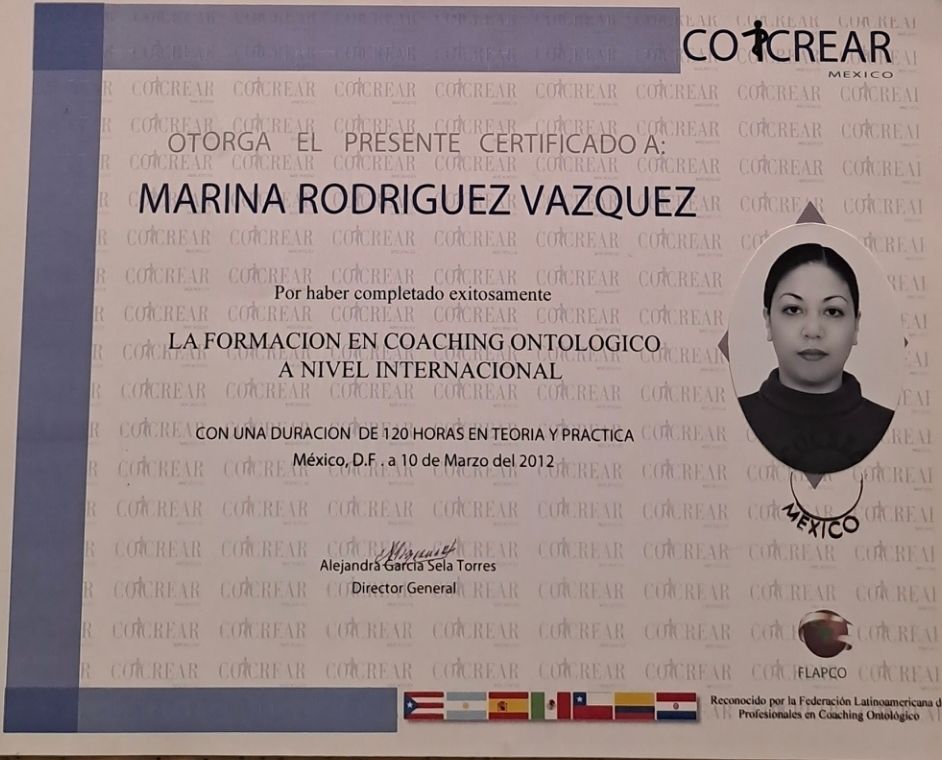 COCREAR
MEXICO
OTORGA EL PRESENTE CERTIFICADO A:
MARINA RODRIGUEZ VAZQUEZ
Por haber completado exitosamente
LA FORMACION EN COACHING ONTOLOGICO
A NIVEL INTERNACIONAL
CON UNA DURACION DE 120 HORAS EN TEORIA Y PRACTICA
México, D.F. a 10 de Marzo del 2012
MEXICO
Alejandra García Sela Torres
Director General
FLAPCO
Reconocido por la Federación Latinoamericana d
Profesionales en Coaching Ontológico